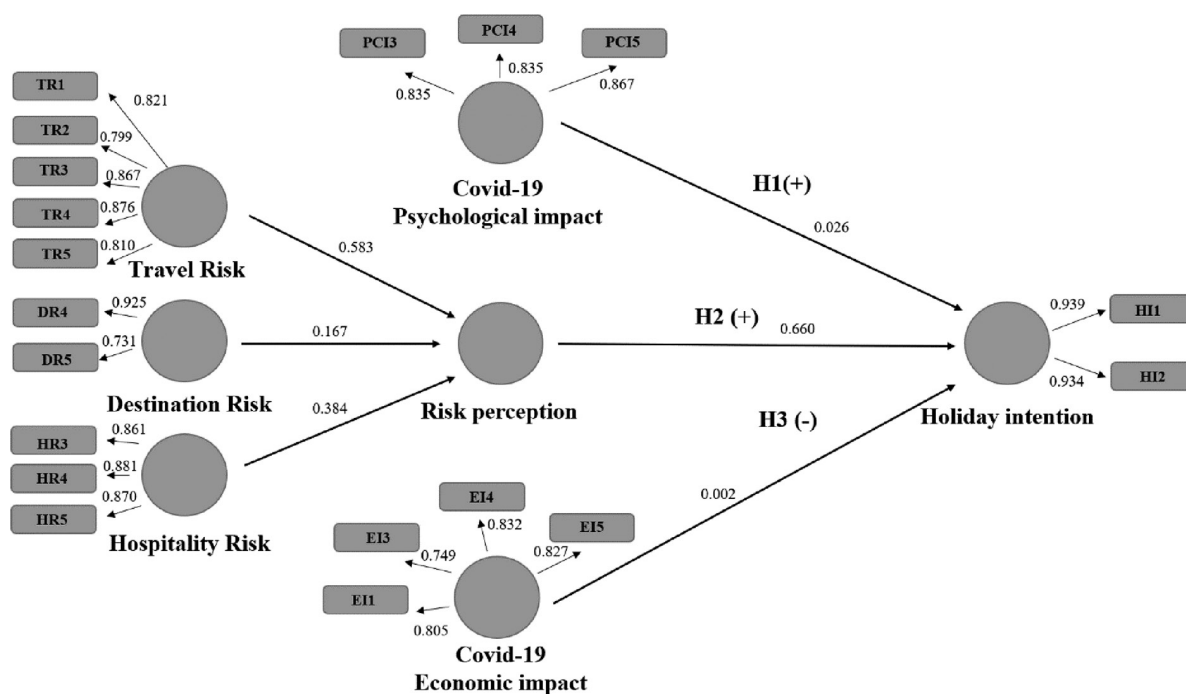 PCI3
PCI4
PCI5
0.835
0.835
0.867
Covid-19
Psychological impact
TR1
TR2
TR3
TR4
TR5
0.821
0.799
0.867
0.876
0.810
Travel Risk
DR4
DR5
0.925
0.731
Destination Risk
HR3
HR4
HR5
0.861
0.881
0.870
Hospitality Risk
0.583
0.167
0.384
Risk perception
H1(+)
0.026
H2 (+)
0.660
H3 (-)
0.002
EI4
EI5
EI3
EI1
0.832
0.827
0.749
0.805
Covid-19
Economic impact
0.939
0.934
HI1
HI2
Holiday intention